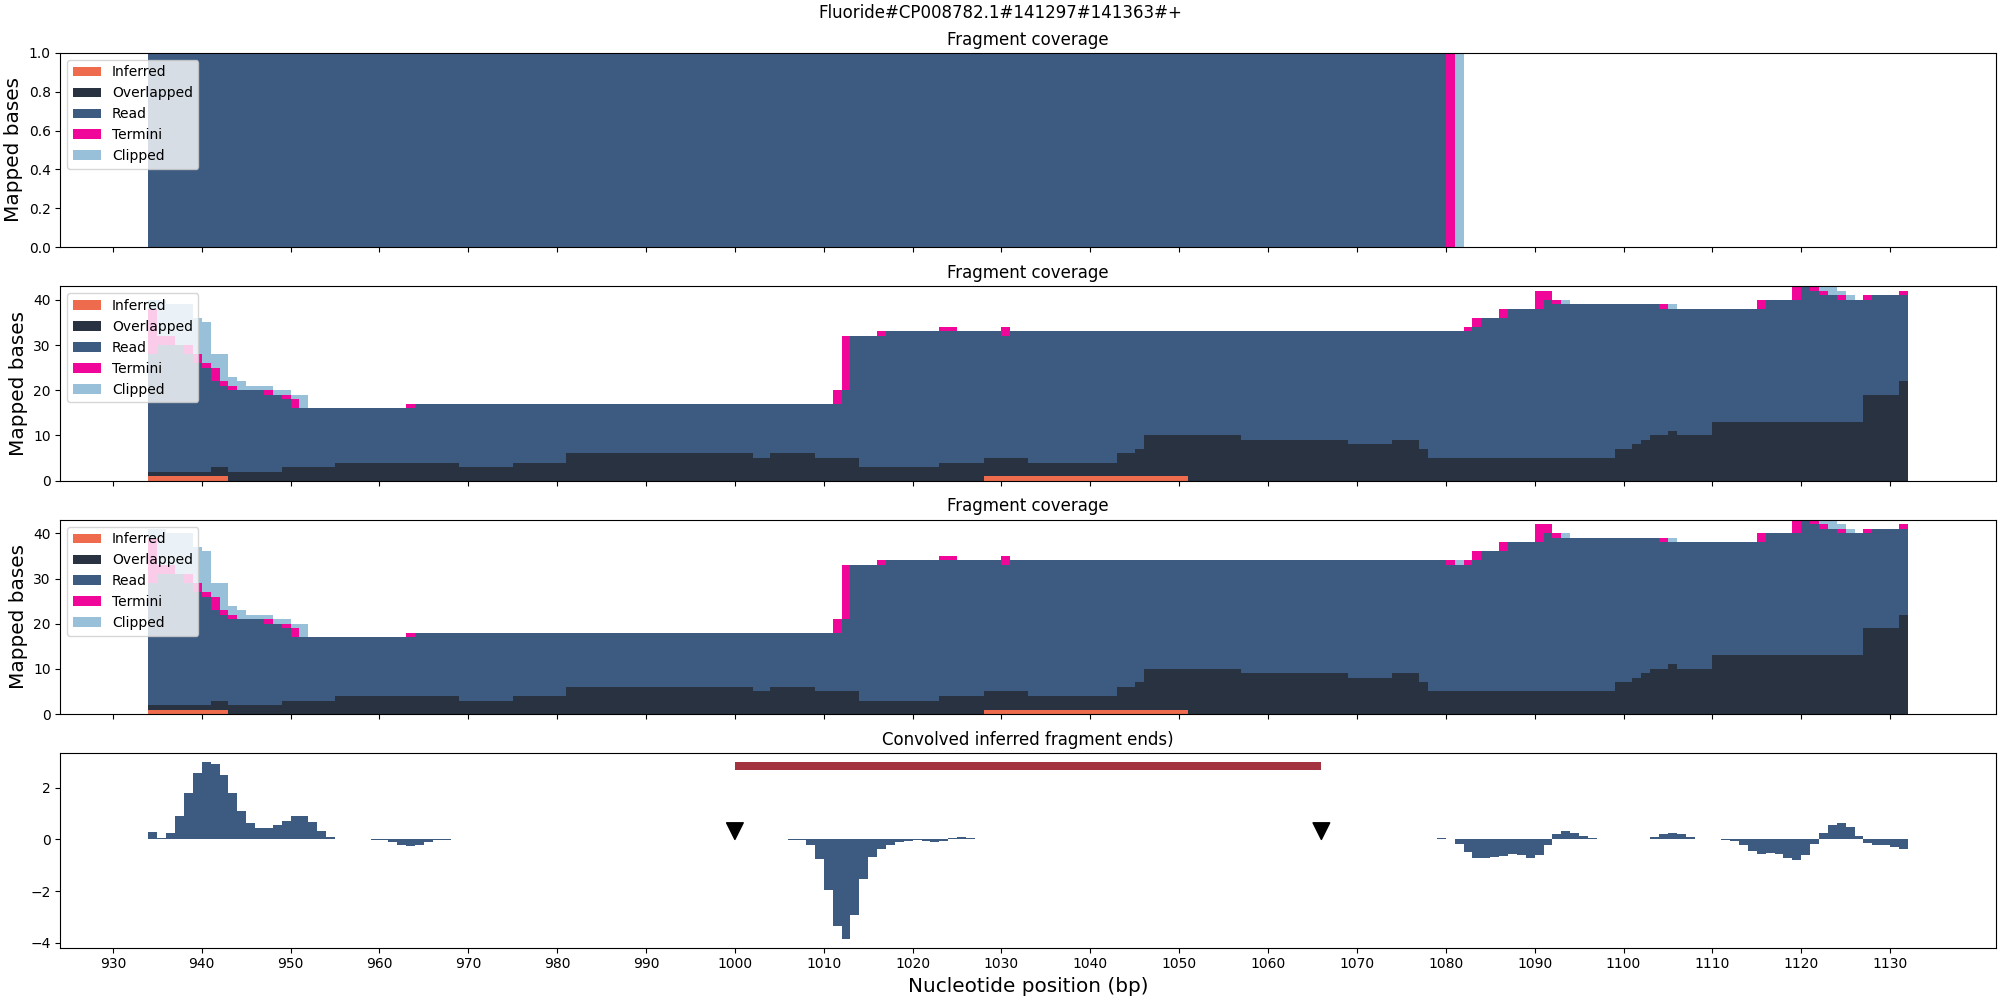 Fluoride#CP008782.1#141297#141363#+
Fragment coverage
Mapped bases
1.0
0.8
0.6
0.4
0.2
0.0
Inferred
Overlapped
Read
Termini
Clipped
Fragment coverage
Mapped bases
40
30
20
10
0
Inferred
Overlapped
Read
Termini
Clipped
Fragment coverage
Mapped bases
40
30
20
10
0
Inferred
Overlapped
Read
Termini
Clipped
Convolved inferred fragment ends)
2
0
−2
−4
930 940 950 960 970 980 990 1000 1010 1020 1030 1040 1050 1060 1070 1080 1090 1100 1110 1120 1130
Nucleotide position (bp)